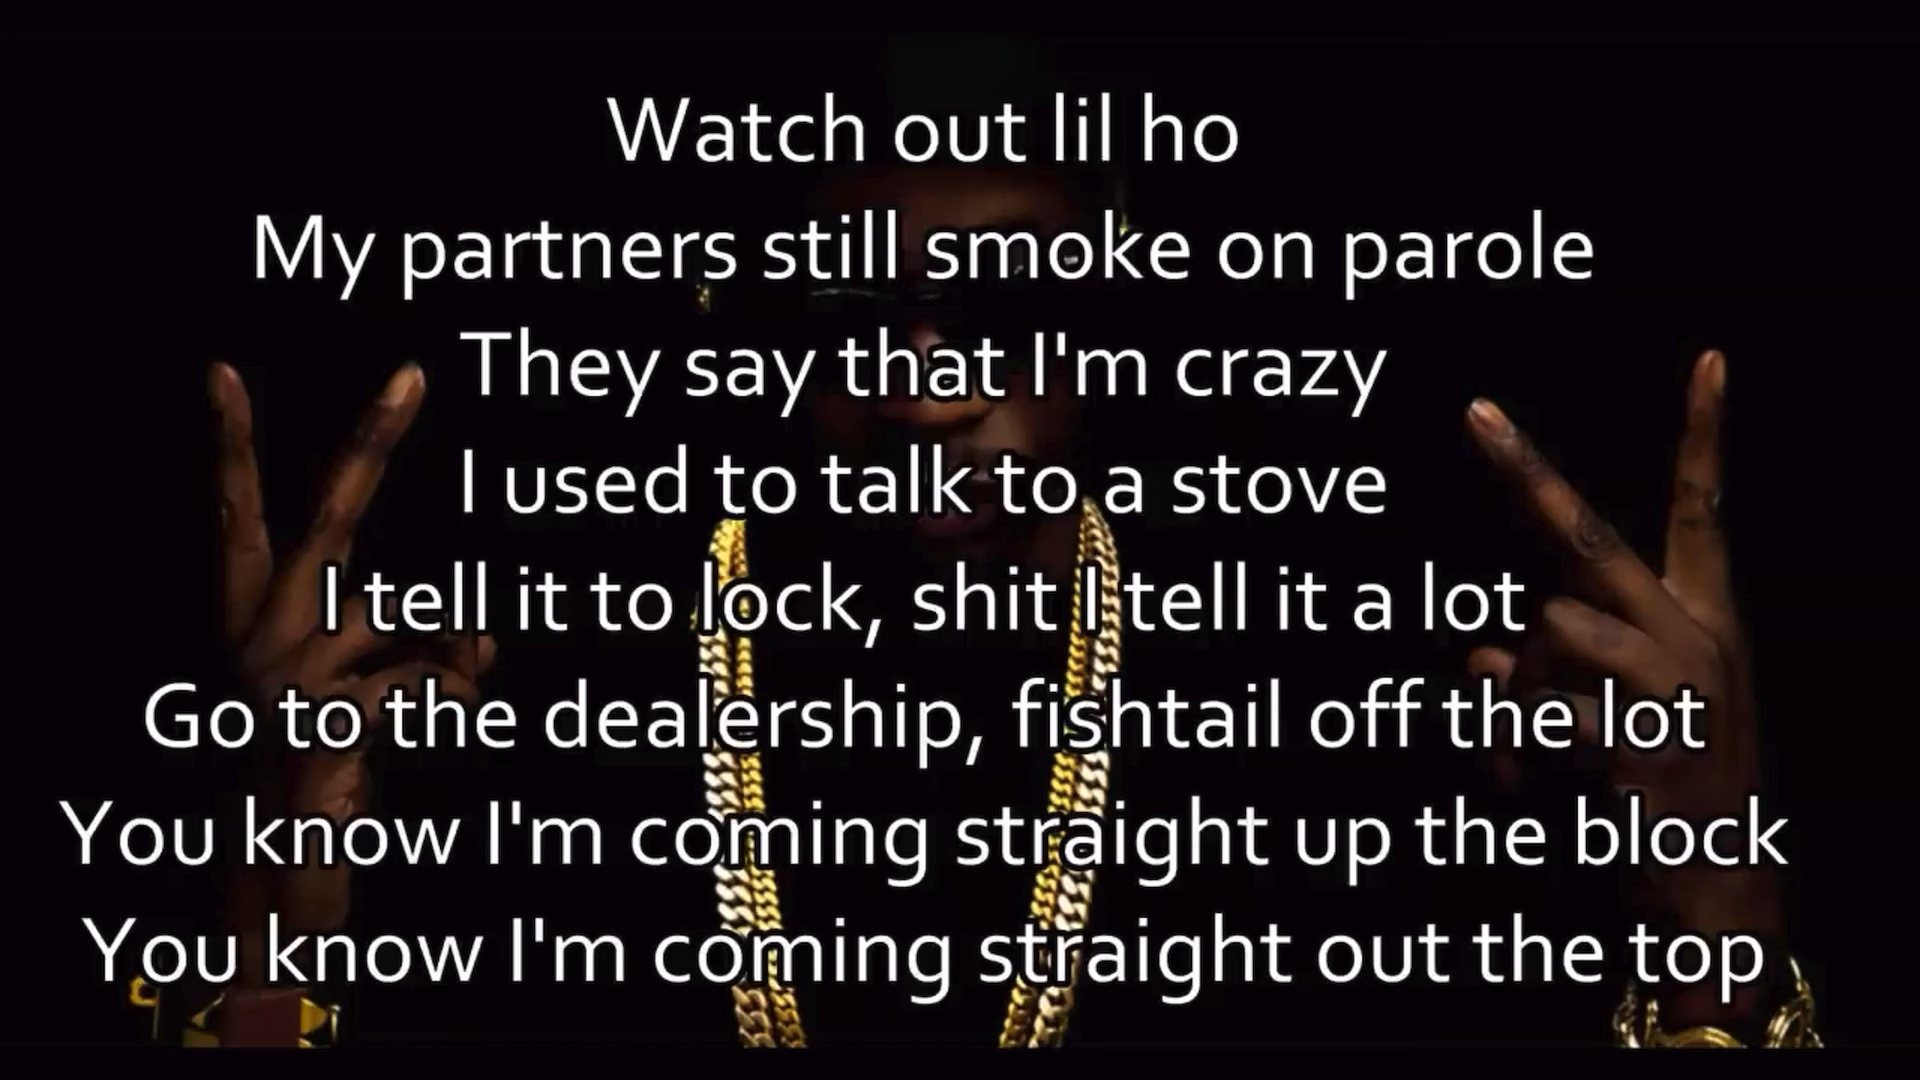 Watch out lil ho
My partners still smoke on parole
They say that I'm crazy
I used to talk to a stove
I tell it to lock, shit I tell it a lot
Go to the dealership, fishtail off the lot
You know I'm coming straight up the block
You know I'm coming straight out the top